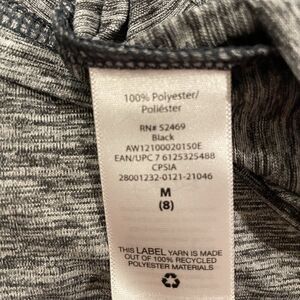 100% Polyester/
Poliéster
RN# 52469
Black
AW12100020150E
EAN/UPC 7 6125325488
CPSIA
28001232-0121-21046
M
(8)
THIS LABEL YARN IS MADE
OUT OF 100% RECYCLED
POLYESTER MATERIALS